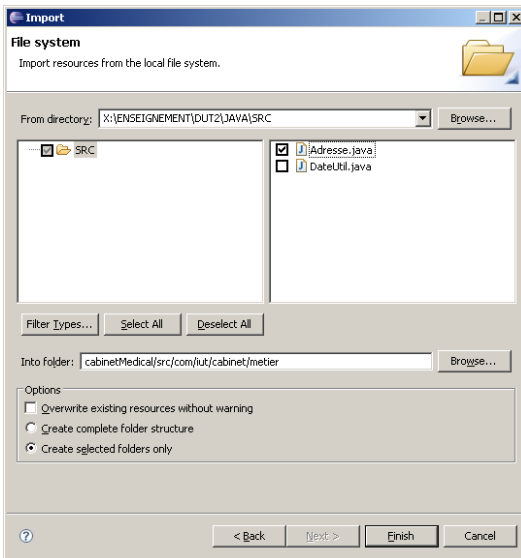 Import
File system
Import resources from the local file system.
From directory: X:\ENSEIGNEMENT\DUT2\JAVA\SRC Browse...
SRC
Adresse.java
DateUtil.java
Filter Types... Select All Deselect All
Into folder: cabinetMedical/src/com/iut/cabinet/metier Browse...
Options
Overwrite existing resources without warning
Create complete folder structure
Create selected folders only
? < Back Next > Finish Cancel